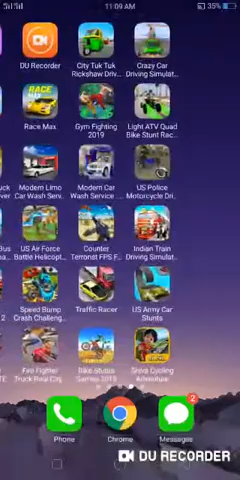 11:09 AM
35%
DU Recorder
City Tuk Tuk
Rickshaw Driv...
Crazy Car
Driving Simulat...
Race Max
Gym Fighting
2019
Light ATV Quad
Bike Stunt Rac...
Modern Limo
Car Wash Serv...
Modern Car
Wash Service ...
US Police
Motorcycle Dri...
US Air Force
Battle Helicopt...
Counter
Terrorist FPS F...
Indian Train
Driving Simulat...
Speed Bump
Crash Challeng...
Traffic Racer
US Army Car
Stunts
Fire Fighter
Truck Real City...
Bike Stunts
Series 2019
Shiva Cycling
Adventure
2
Phone
Chrome
Messages
DU RECORDER